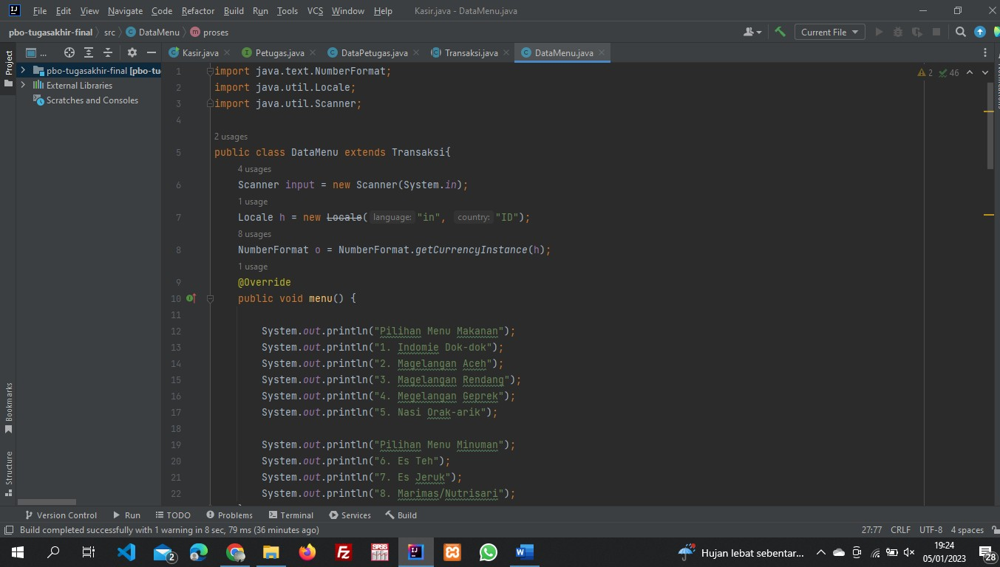 File Edit View Navigate Code Refactor Build Run Tools VCS Window Help Kasir.java - DataMenu.java
pbo-tugasakhir-final src DataMenu proses Current File
Project ... Kasir.java Petugas.java DataPetugas.java Transaksi.java DataMenu.java
pbo-tugasakhir-final [pbo-tu
External Libraries
Scratches and Consoles
2 46
1 import java.text.NumberFormat;
2 import java.util.Locale;
3 import java.util.Scanner;
4
2 usages
5 public class DataMenu extends Transaksi{
4 usages
6 Scanner input = new Scanner(System.in);
1 usage
7 Locale h = new Locale( language: "in", country: "ID");
8 usages
8 NumberFormat o = NumberFormat.getCurrencyInstance(h);
1 usage
9 @Override
10 public void menu() {
11
12 System.out.println("Pilihan Menu Makanan");
13 System.out.println("1. Indomie Dok-dok");
14 System.out.println("2. Magelangan Aceh");
15 System.out.println("3. Magelangan Rendang");
16 System.out.println("4. Megelangan Geprek");
17 System.out.println("5. Nasi Orak-arik");
18
19 System.out.println("Pilihan Menu Minuman");
20 System.out.println("6. Es Teh");
21 System.out.println("7. Es Jeruk");
22 System.out.println("8. Marimas/Nutrisari");
Bookmarks
Structure
Version Control Run TODO Problems Terminal Services Build
Build completed successfully with 1 warning in 8 sec, 79 ms (36 minutes ago) 27:77 CRLF UTF-8 4 spaces
2 SPSS Hujan lebat sebentar... 19:24
05/01/2023 28